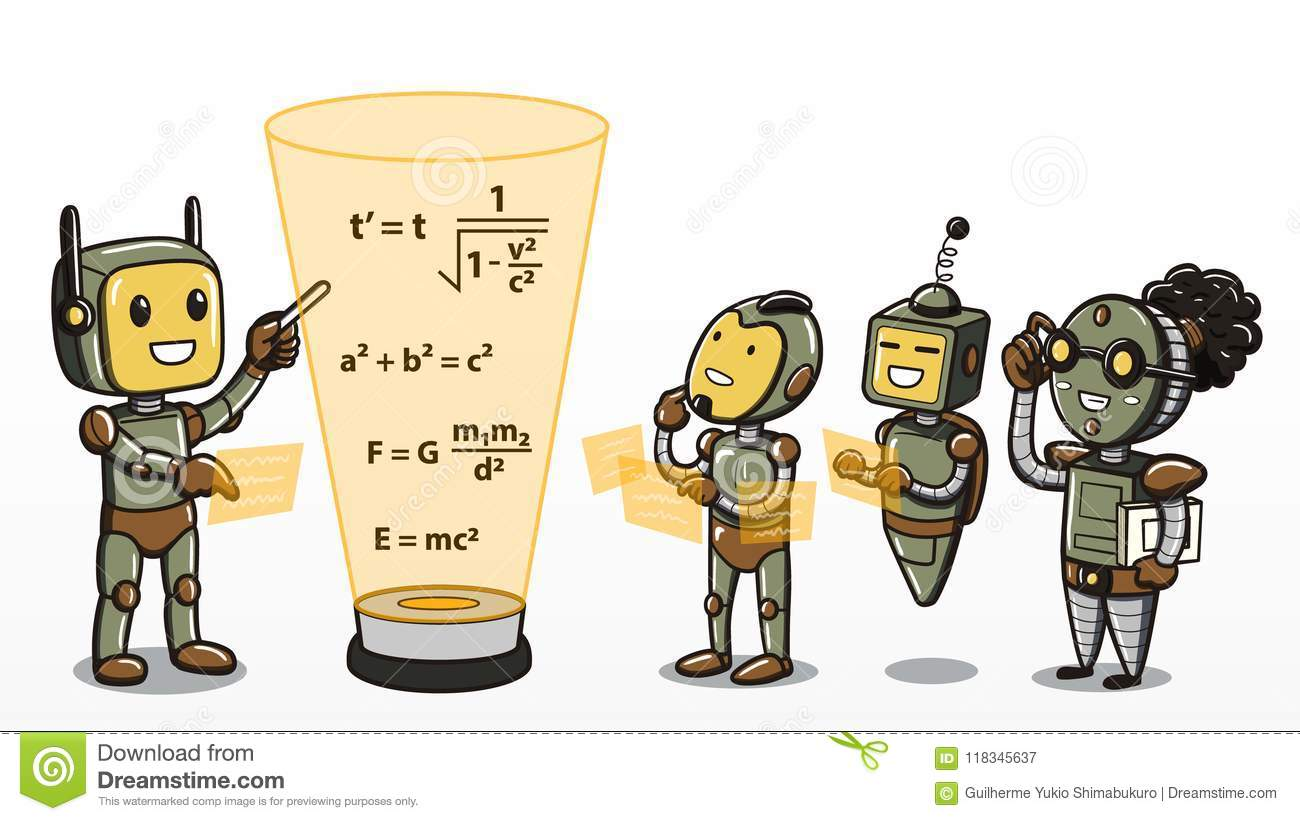 t’ = t 1 / √(1 - v² / c²)
a² + b² = c²
F = G m₁m₂ / d²
E = mc²
dreamstime
Download from
Dreamstime.com
This watermarked comp image is for previewing purposes only.
ID 118345637
© Guilherme Yukio Shimabukuro | Dreamstime.com